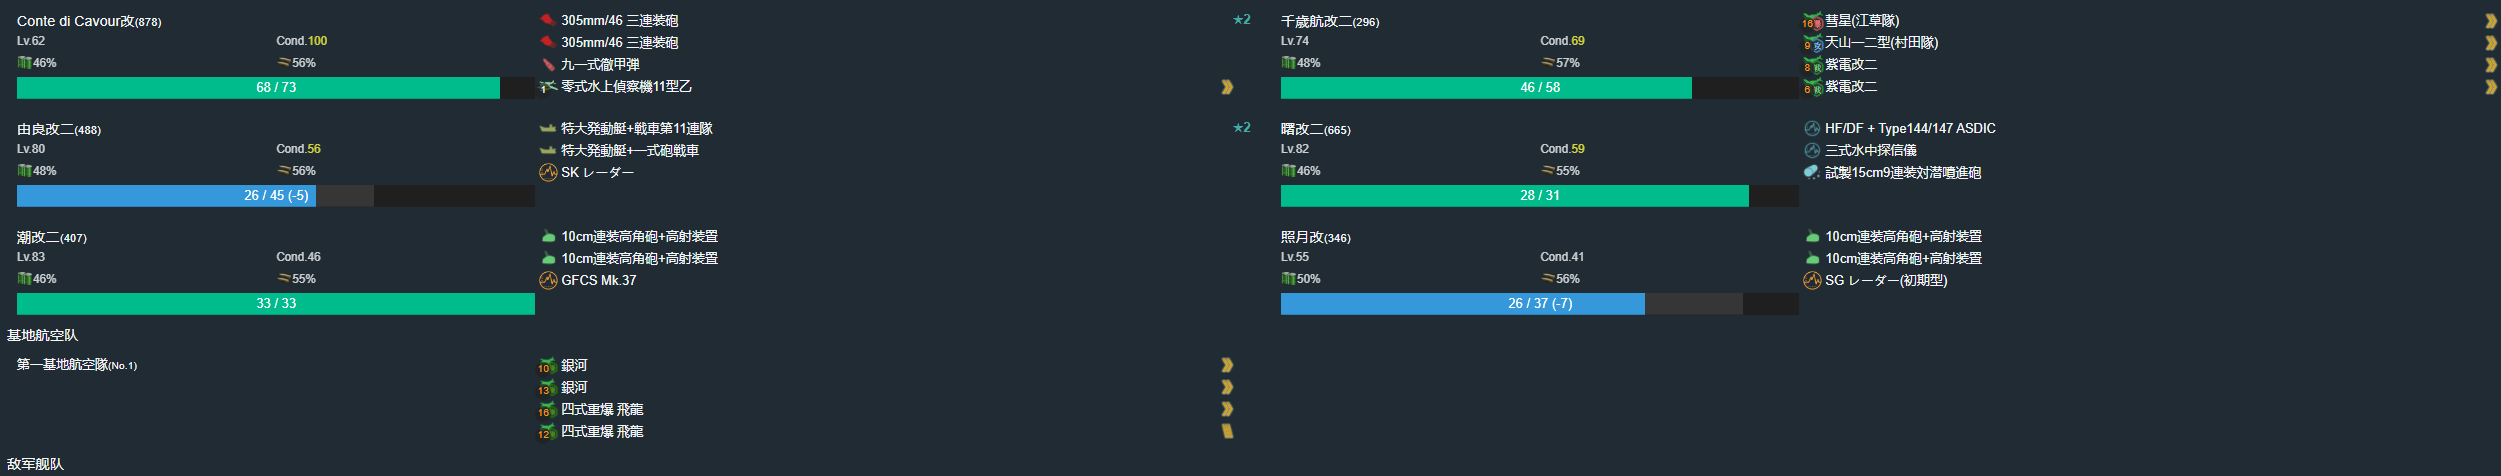 Conte di Cavour改(878)
Lv.62 Cond.100
46% 56%
68 / 73
305mm/46 三連装砲 ★2
305mm/46 三連装砲
九一式徹甲弾
1 零式水上偵察機11型乙
千歳航改二(296)
Lv.74 Cond.69
48% 57%
46 / 58
16 彗星(江草隊)
9 天山一二型(村田隊)
8 紫電改二
6 紫電改二
由良改二(488)
Lv.80 Cond.56
48% 56%
26 / 45 (-5)
特大発動艇+戦車第11連隊 ★2
特大発動艇+一式砲戦車
SK レーダー
曙改二(665)
Lv.82 Cond.59
46% 55%
28 / 31
HF/DF + Type144/147 ASDIC
三式水中探信儀
試製15cm9連装対潜噴進砲
潮改二(407)
Lv.83 Cond.46
46% 55%
33 / 33
10cm連装高角砲+高射装置
10cm連装高角砲+高射装置
GFCS Mk.37
照月改(346)
Lv.55 Cond.41
50% 56%
26 / 37 (-7)
10cm連装高角砲+高射装置
10cm連装高角砲+高射装置
SG レーダー(初期型)
基地航空队
第一基地航空隊(No.1)
10 銀河
13 銀河
16 四式重爆 飛龍
12 四式重爆 飛龍
敌军舰队